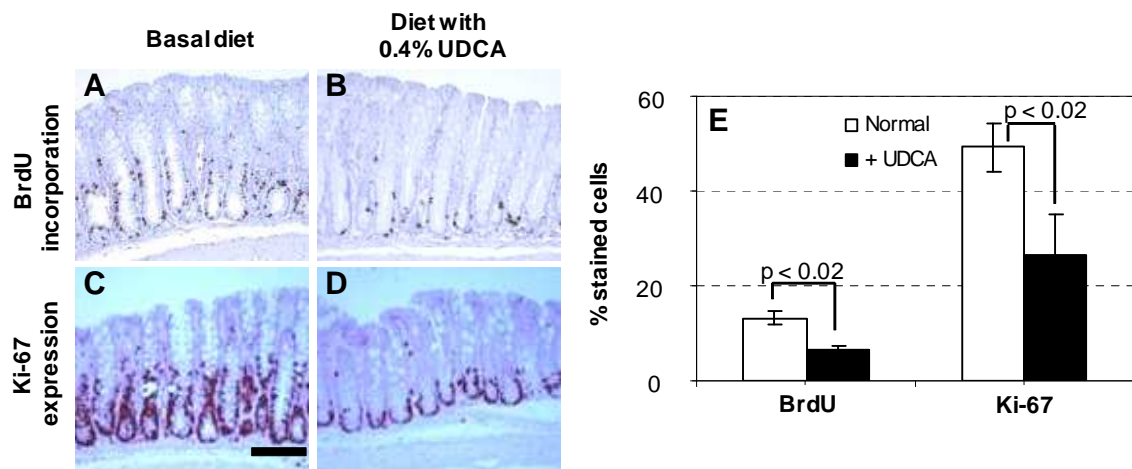 Basal diet
Diet with
0.4% UDCA
BrdU
incorporation
Ki-67
expression
A
B
C
D
E
Normal
+ UDCA
p < 0.02
p < 0.02
% stained cells
60
40
20
0
BrdU
Ki-67